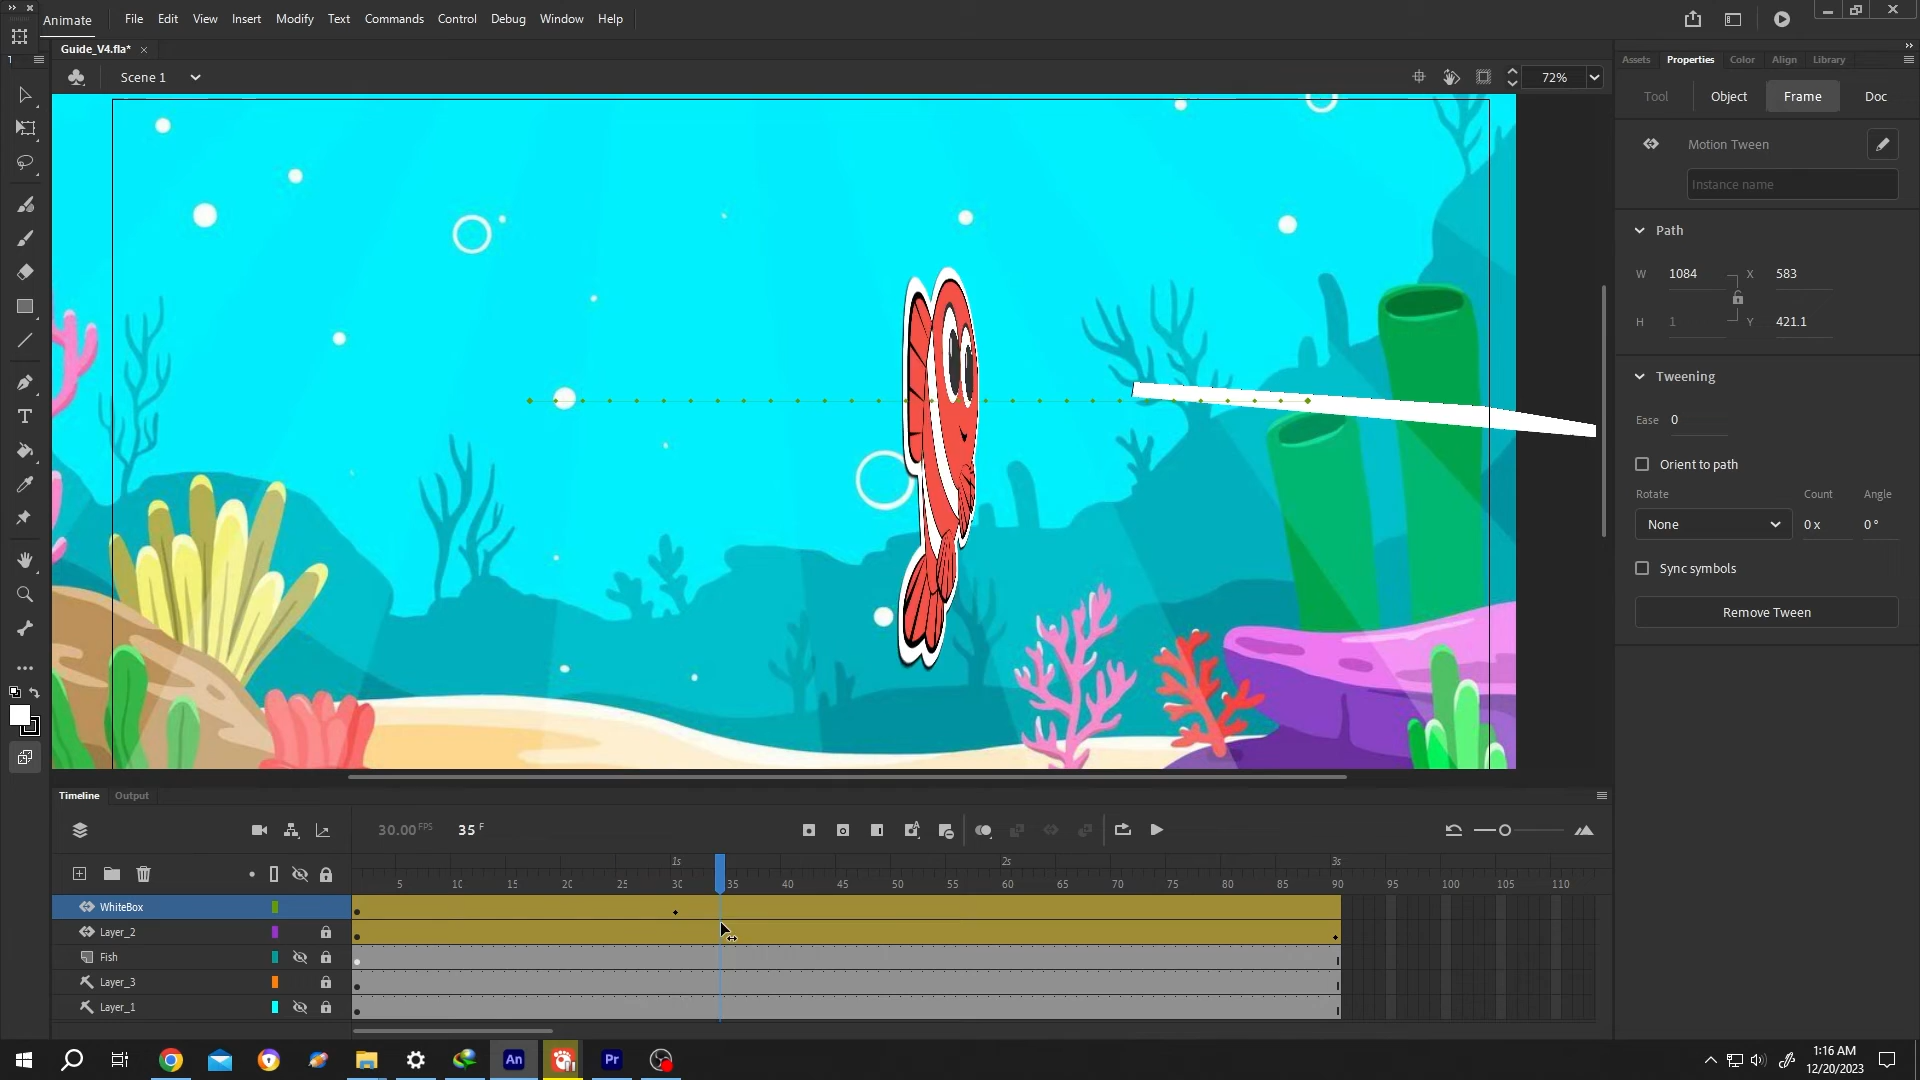 Animate File Edit View Insert Modify Text Commands Control Debug Window Help
Guide_V4.fla*
Scene 1 72%
Assets Properties Color Align Library
Tool Object Frame Doc
Motion Tween
Instance name
Path
W 1084 X 583
H 1 Y 421.1
Tweening
Ease 0
Orient to path
Rotate Count Angle
None 0 x 0 °
Sync symbols
Remove Tween
Timeline Output
30.00 FPS 35 F
1s 2s 3s
5 10 15 20 25 30 35 40 45 50 55 60 65 70 75 80 85 90 95 100 105 110
WhiteBox
Layer_2
Fish
Layer_3
Layer_1
An Pr
1:16 AM
12/20/2023